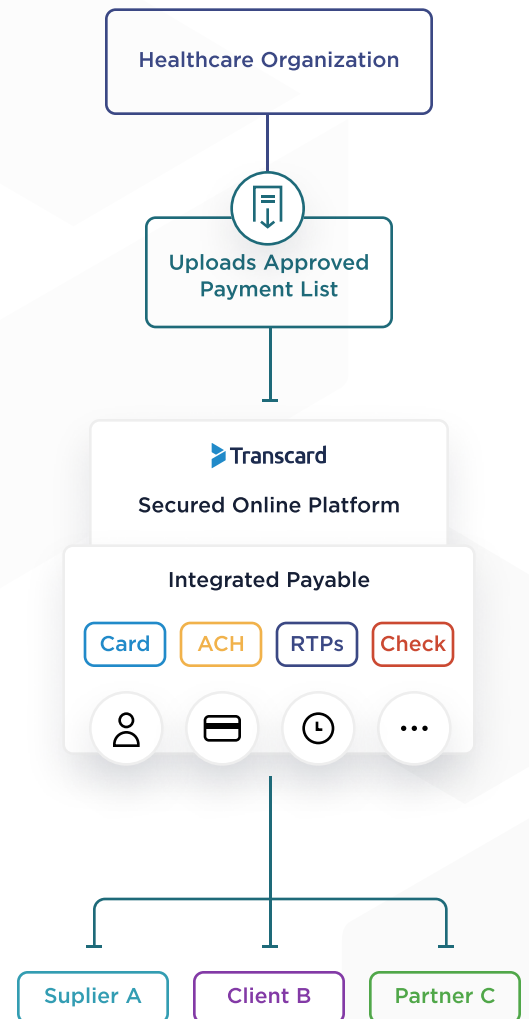 Healthcare Organization
Uploads Approved
Payment List
Transcard
Secured Online Platform
Integrated Payable
Card ACH RTPs Check
Suplier A Client B Partner C